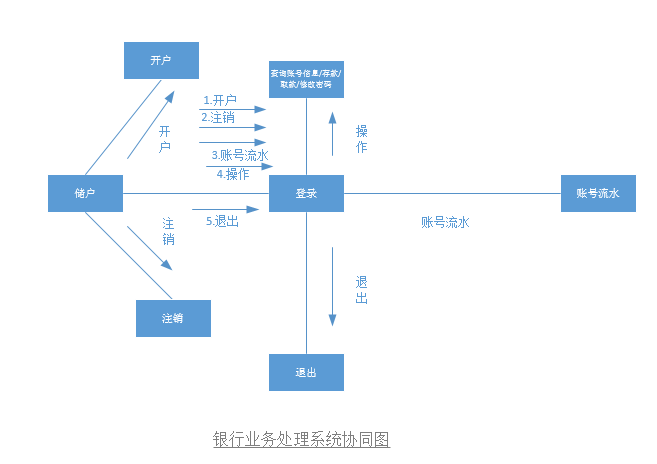 开户
查询账号信息/存款/
取款/修改密码
1.开户
2.注销
开
户
操
作
3.账号流水
4.操作
储户
登录
账号流水
注
销
5.退出
账号流水
退
出
注销
退出
银行业务处理系统协同图